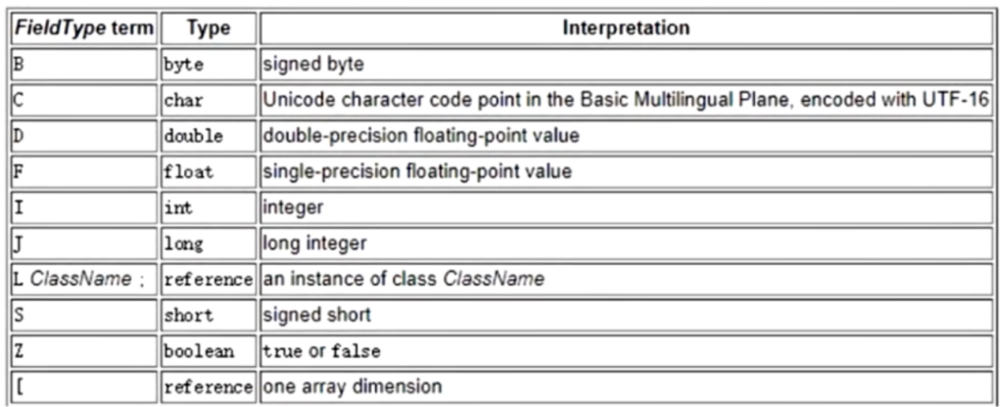 FieldType term Type Interpretation
B byte signed byte
C char Unicode character code point in the Basic Multilingual Plane, encoded with UTF-16
D double double-precision floating-point value
F float single-precision floating-point value
I int integer
J long long integer
L ClassName ; reference an instance of class ClassName
S short signed short
Z boolean true or false
[ reference one array dimension